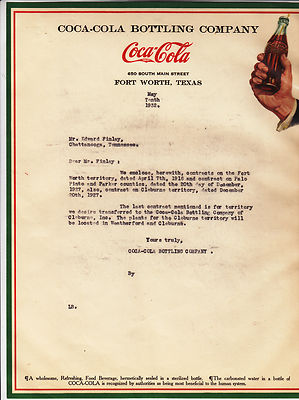 COCA-COLA BOTTLING COMPANY
Coca-Cola
650 SOUTH MAIN STREET
FORT WORTH, TEXAS
May
Tenth
1932.
Mr. Edward Finlay,
Chattanooga, Tennessee.
Dear Mr. Finlay :
We enclose, herewith, contracts on the Fort
Worth territory, dated April 7th, 1916 and contract on Palo
Pinto and Parker counties, dated the 20th day of December,
1927, also, contract on Cleburne territory, dated December
20th, 1927.
The last contract mentioned is for territory
we desire transferred to the Coca-Cola Bottling Company of
Cleburne, Inc. The plants for the Cleburne territory will
be located in Weatherford and Cleburne.
Yours truly,
COCA-COLA BOTTLING COMPANY .
By
LB.
¶A wholesome, Refreshing, Food Beverage, hermetically sealed in a sterilized bottle. ¶The carbonated water in a bottle of
COCA-COLA is recognized by authorities as being most beneficial to the human system.